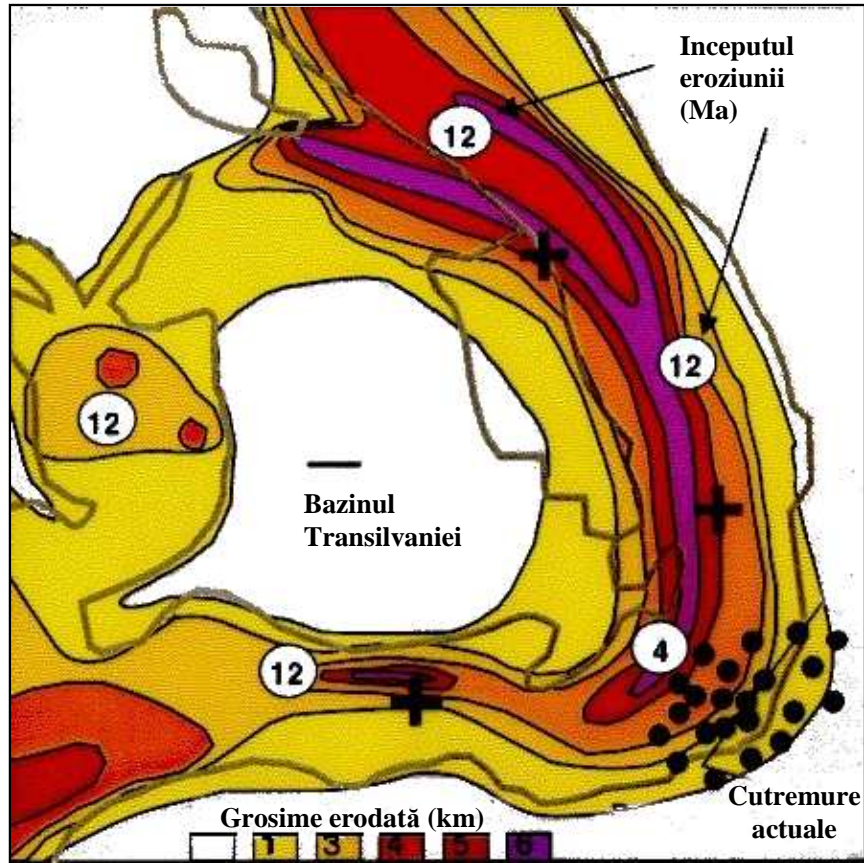 Inceputul
eroziunii
(Ma)
12
12
12
Bazinul
Transilvaniei
4
12
Cutremure
actuale
Grosime erodată (km)
1 3 4 5 6